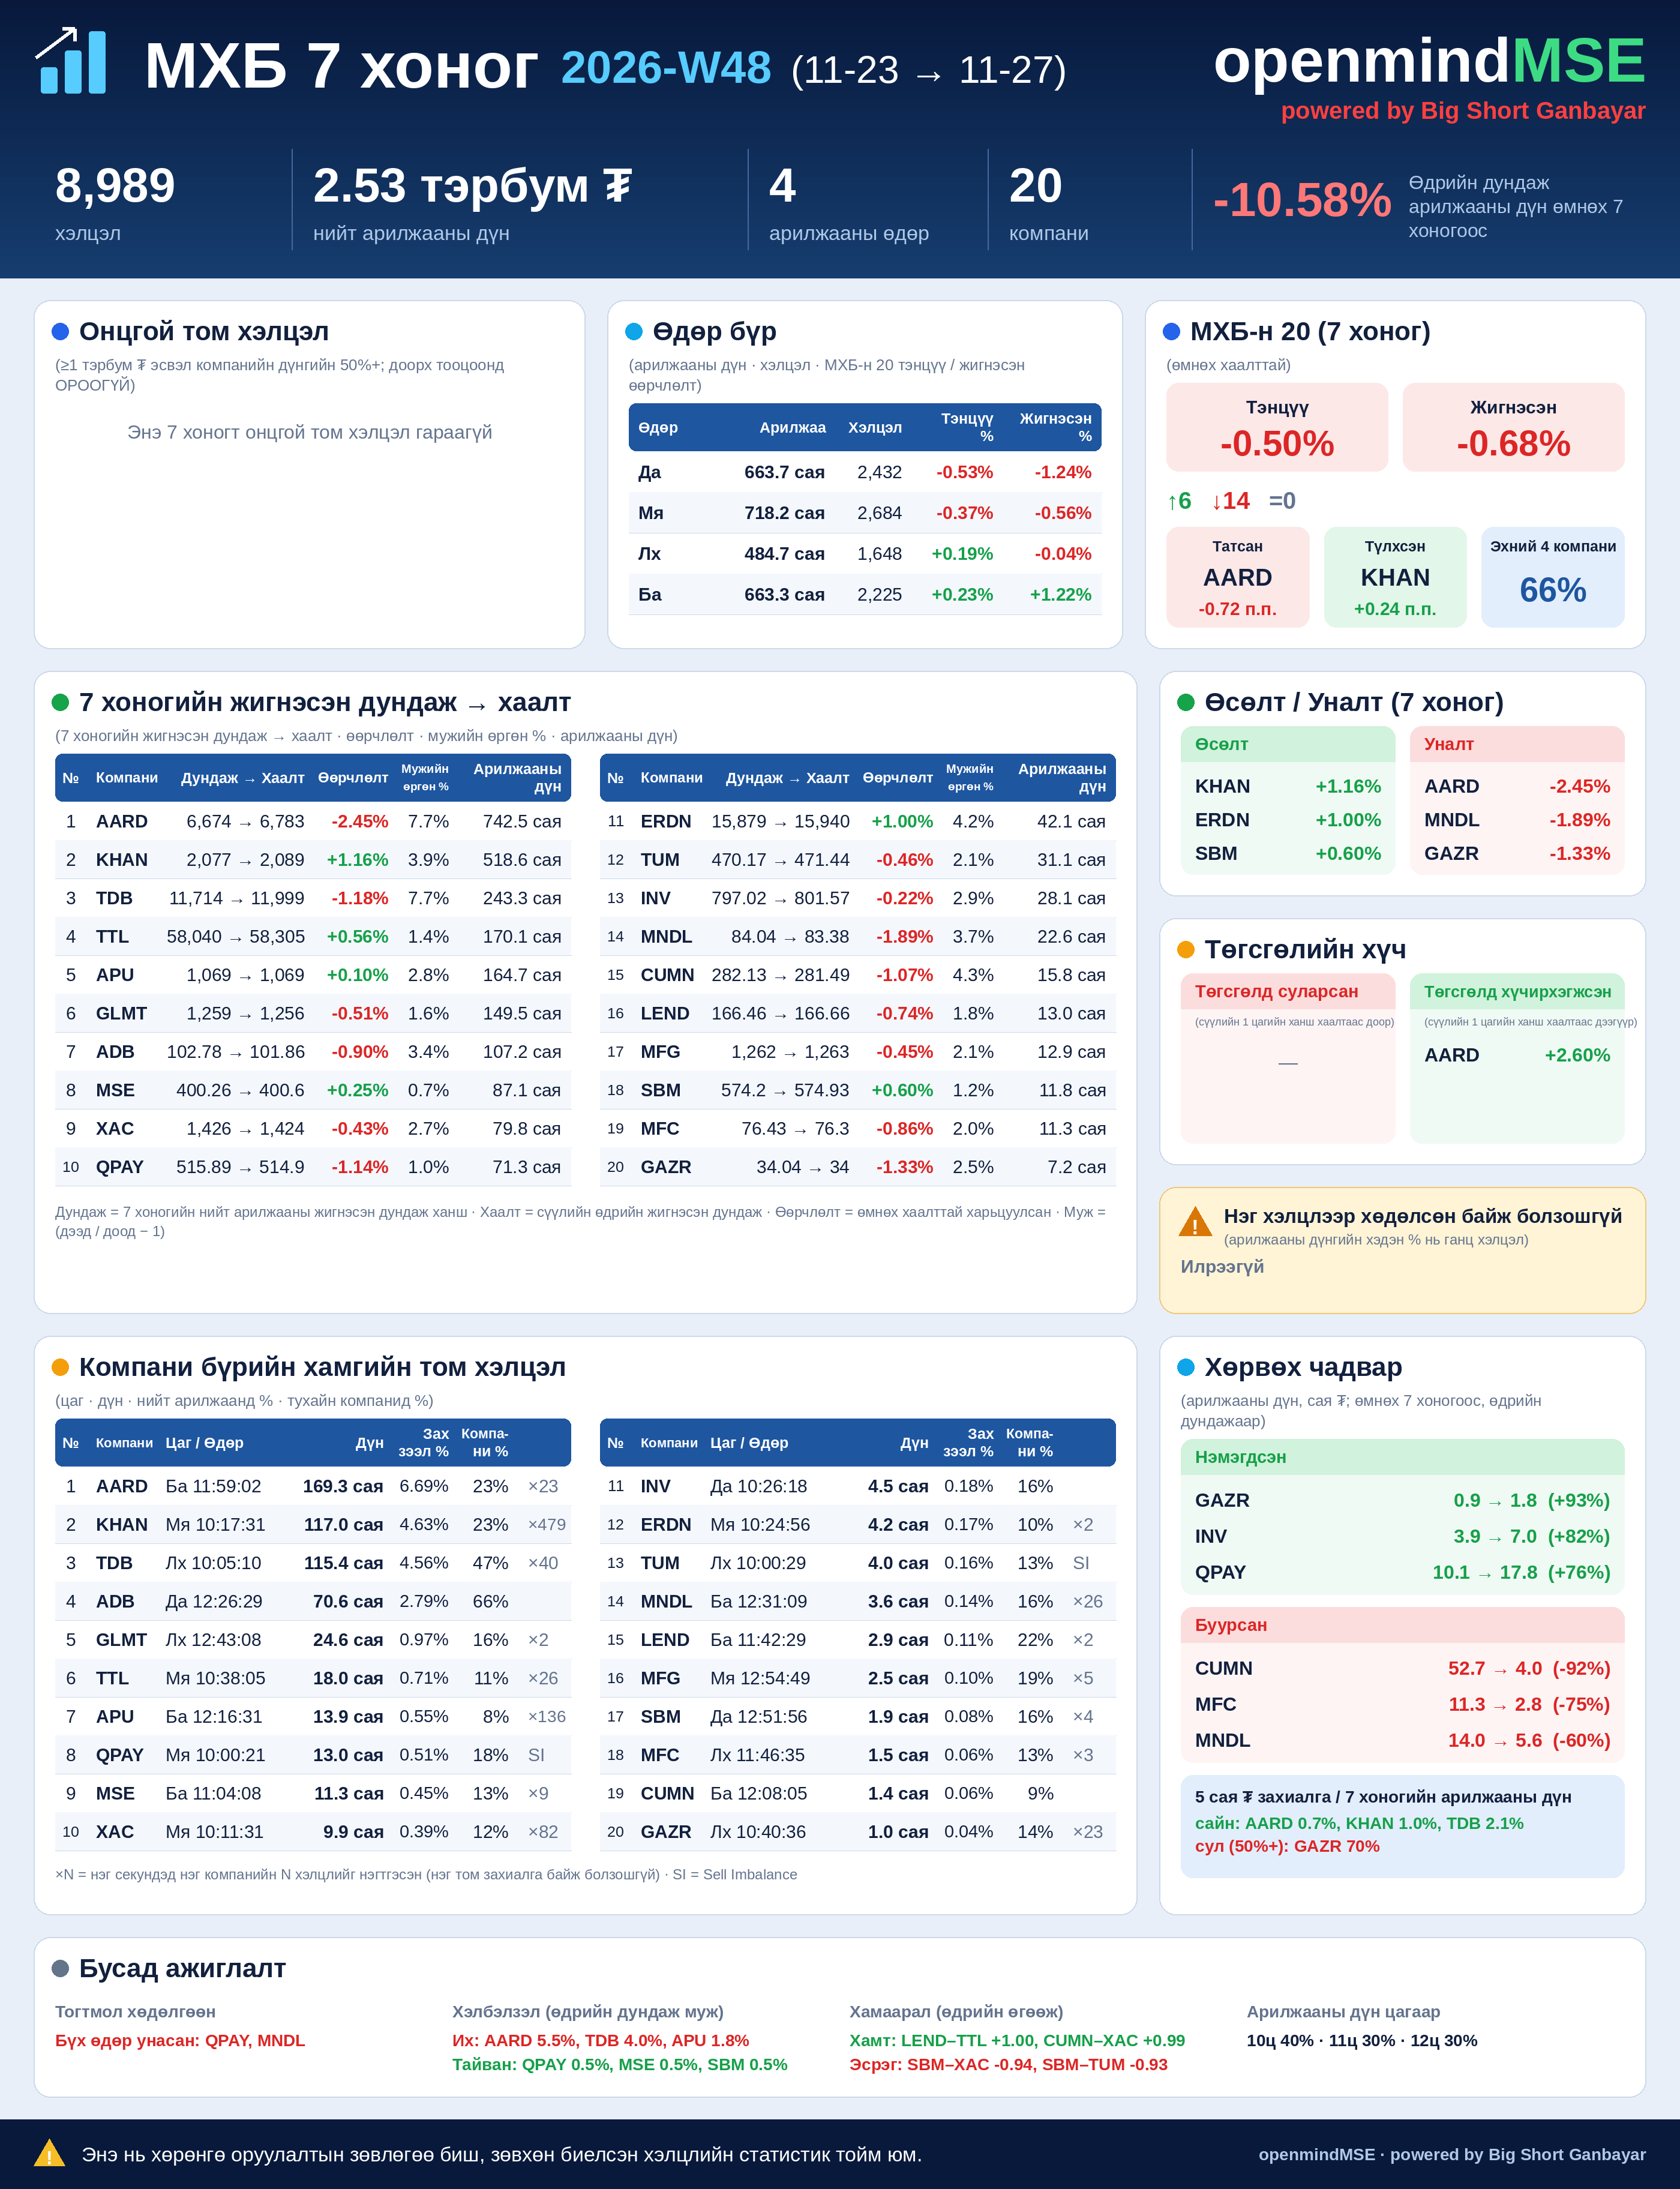 МХБ 7 хоног 2026-W48 (11-23 → 11-27)
openmindMSE
powered by Big Short Ganbayar
8,989
хэлцэл
2.53 тэрбум ₮
нийт арилжааны дүн
4
арилжааны өдөр
20
компани
-10.58%
Өдрийн дундаж
арилжааны дүн өмнөх 7
хоногоос
Онцгой том хэлцэл
(≥1 тэрбум ₮ эсвэл компанийн дүнгийн 50%+; доорх тооцоонд
ОРООГҮЙ)
Энэ 7 хоногт онцгой том хэлцэл гараагүй
Өдөр бүр
(арилжааны дүн · хэлцэл · МХБ-н 20 тэнцүү / жигнэсэн
өөрчлөлт)
Өдөр Арилжаа Хэлцэл Тэнцүү % Жигнэсэн %
Да 663.7 сая 2,432 -0.53% -1.24%
Мя 718.2 сая 2,684 -0.37% -0.56%
Лх 484.7 сая 1,648 +0.19% -0.04%
Ба 663.3 сая 2,225 +0.23% +1.22%
МХБ-н 20 (7 хоног)
(өмнөх хаалттай)
Тэнцүү
-0.50%
Жигнэсэн
-0.68%
↑6 ↓14 =0
Татсан
AARD
-0.72 п.п.
Түлхсэн
KHAN
+0.24 п.п.
Эхний 4 компани
66%
7 хоногийн жигнэсэн дундаж → хаалт
(7 хоногийн жигнэсэн дундаж → хаалт · өөрчлөлт · мужийн өргөн % · арилжааны дүн)
№ Компани Дундаж → Хаалт Өөрчлөлт Мужийн өргөн % Арилжааны дүн
1 AARD 6,674 → 6,783 -2.45% 7.7% 742.5 сая
2 KHAN 2,077 → 2,089 +1.16% 3.9% 518.6 сая
3 TDB 11,714 → 11,999 -1.18% 7.7% 243.3 сая
4 TTL 58,040 → 58,305 +0.56% 1.4% 170.1 сая
5 APU 1,069 → 1,069 +0.10% 2.8% 164.7 сая
6 GLMT 1,259 → 1,256 -0.51% 1.6% 149.5 сая
7 ADB 102.78 → 101.86 -0.90% 3.4% 107.2 сая
8 MSE 400.26 → 400.6 +0.25% 0.7% 87.1 сая
9 XAC 1,426 → 1,424 -0.43% 2.7% 79.8 сая
10 QPAY 515.89 → 514.9 -1.14% 1.0% 71.3 сая
№ Компани Дундаж → Хаалт Өөрчлөлт Мужийн өргөн % Арилжааны дүн
11 ERDN 15,879 → 15,940 +1.00% 4.2% 42.1 сая
12 TUM 470.17 → 471.44 -0.46% 2.1% 31.1 сая
13 INV 797.02 → 801.57 -0.22% 2.9% 28.1 сая
14 MNDL 84.04 → 83.38 -1.89% 3.7% 22.6 сая
15 CUMN 282.13 → 281.49 -1.07% 4.3% 15.8 сая
16 LEND 166.46 → 166.66 -0.74% 1.8% 13.0 сая
17 MFG 1,262 → 1,263 -0.45% 2.1% 12.9 сая
18 SBM 574.2 → 574.93 +0.60% 1.2% 11.8 сая
19 MFC 76.43 → 76.3 -0.86% 2.0% 11.3 сая
20 GAZR 34.04 → 34 -1.33% 2.5% 7.2 сая
Дундаж = 7 хоногийн нийт арилжааны жигнэсэн дундаж ханш · Хаалт = сүүлийн өдрийн жигнэсэн дундаж · Өөрчлөлт = өмнөх хаалттай харьцуулсан · Муж =
(дээд / доод − 1)
Өсөлт / Уналт (7 хоног)
Өсөлт
KHAN +1.16%
ERDN +1.00%
SBM +0.60%
Уналт
AARD -2.45%
MNDL -1.89%
GAZR -1.33%
Төгсгөлийн хүч
Төгсгөлд суларсан
(сүүлийн 1 цагийн ханш хаалтаас доор)
—
Төгсгөлд хүчирхэгжсэн
(сүүлийн 1 цагийн ханш хаалтаас дээгүүр)
AARD +2.60%
Нэг хэлцлээр хөдөлсөн байж болзошгүй
(арилжааны дүнгийн хэдэн % нь ганц хэлцэл)
Илрээгүй
Компани бүрийн хамгийн том хэлцэл
(цаг · дүн · нийт арилжаанд % · тухайн компанид %)
№ Компани Цаг / Өдөр Дүн Зах зээл % Компа-ни %
1 AARD Ба 11:59:02 169.3 сая 6.69% 23% ×23
2 KHAN Мя 10:17:31 117.0 сая 4.63% 23% ×479
3 TDB Лх 10:05:10 115.4 сая 4.56% 47% ×40
4 ADB Да 12:26:29 70.6 сая 2.79% 66%
5 GLMT Лх 12:43:08 24.6 сая 0.97% 16% ×2
6 TTL Мя 10:38:05 18.0 сая 0.71% 11% ×26
7 APU Ба 12:16:31 13.9 сая 0.55% 8% ×136
8 QPAY Мя 10:00:21 13.0 сая 0.51% 18% SI
9 MSE Ба 11:04:08 11.3 сая 0.45% 13% ×9
10 XAC Мя 10:11:31 9.9 сая 0.39% 12% ×82
№ Компани Цаг / Өдөр Дүн Зах зээл % Компа-ни %
11 INV Да 10:26:18 4.5 сая 0.18% 16%
12 ERDN Мя 10:24:56 4.2 сая 0.17% 10% ×2
13 TUM Лх 10:00:29 4.0 сая 0.16% 13% SI
14 MNDL Ба 12:31:09 3.6 сая 0.14% 16% ×26
15 LEND Ба 11:42:29 2.9 сая 0.11% 22% ×2
16 MFG Мя 12:54:49 2.5 сая 0.10% 19% ×5
17 SBM Да 12:51:56 1.9 сая 0.08% 16% ×4
18 MFC Лх 11:46:35 1.5 сая 0.06% 13% ×3
19 CUMN Ба 12:08:05 1.4 сая 0.06% 9%
20 GAZR Лх 10:40:36 1.0 сая 0.04% 14% ×23
×N = нэг секундэд нэг компанийн N хэлцлийг нэгтгэсэн (нэг том захиалга байж болзошгүй) · SI = Sell Imbalance
Хөрвөх чадвар
(арилжааны дүн, сая ₮; өмнөх 7 хоногоос, өдрийн
дундажаар)
Нэмэгдсэн
GAZR 0.9 → 1.8 (+93%)
INV 3.9 → 7.0 (+82%)
QPAY 10.1 → 17.8 (+76%)
Буурсан
CUMN 52.7 → 4.0 (-92%)
MFC 11.3 → 2.8 (-75%)
MNDL 14.0 → 5.6 (-60%)
5 сая ₮ захиалга / 7 хоногийн арилжааны дүн
сайн: AARD 0.7%, KHAN 1.0%, TDB 2.1%
сул (50%+): GAZR 70%
Бусад ажиглалт
Тогтмол хөдөлгөөн
Бүх өдөр унасан: QPAY, MNDL
Хэлбэлзэл (өдрийн дундаж муж)
Их: AARD 5.5%, TDB 4.0%, APU 1.8%
Тайван: QPAY 0.5%, MSE 0.5%, SBM 0.5%
Хамаарал (өдрийн өгөөж)
Хамт: LEND–TTL +1.00, CUMN–XAC +0.99
Эсрэг: SBM–XAC -0.94, SBM–TUM -0.93
Арилжааны дүн цагаар
10ц 40% · 11ц 30% · 12ц 30%
Энэ нь хөрөнгө оруулалтын зөвлөгөө биш, зөвхөн биелсэн хэлцлийн статистик тойм юм.
openmindMSE · powered by Big Short Ganbayar